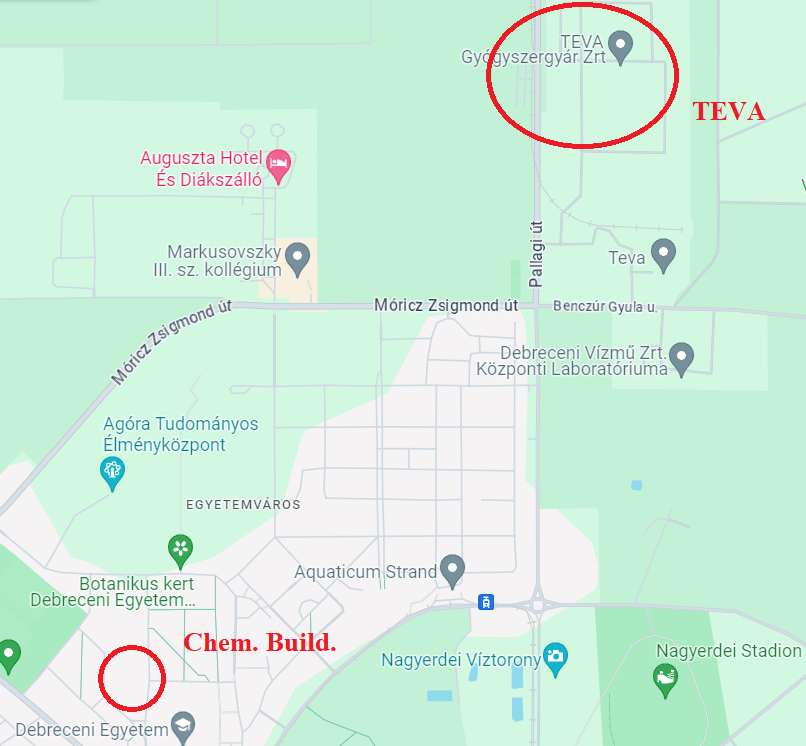 TEVA
Gyógyszergyár Zrt
TEVA
Auguszta Hotel
És Diákszálló
Markusovszky
III. sz. kollégium
Pallagi út
Teva
Móricz Zsigmond út
Móricz Zsigmond út
Benczúr Gyula u.
Debreceni Vízmű Zrt.
Központi Laboratóriuma
Agóra Tudományos
Élményközpont
EGYETEMVÁROS
Aquaticum Strand
Botanikus kert
Debreceni Egyetem...
Chem. Build.
Nagyerdei Víztorony
Nagyerdei Stadion
Debreceni Egyetem